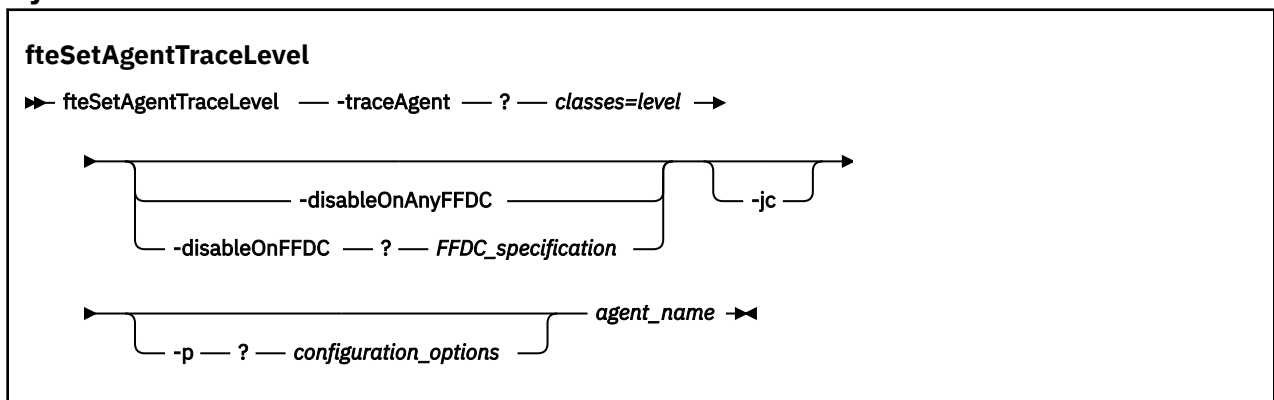 fteSetAgentTraceLevel
fteSetAgentTraceLevel -traceAgent ? classes=level
-disableOnAnyFFDC
-jc
-disableOnFFDC ? FFDC_specification
agent_name
-p ? configuration_options